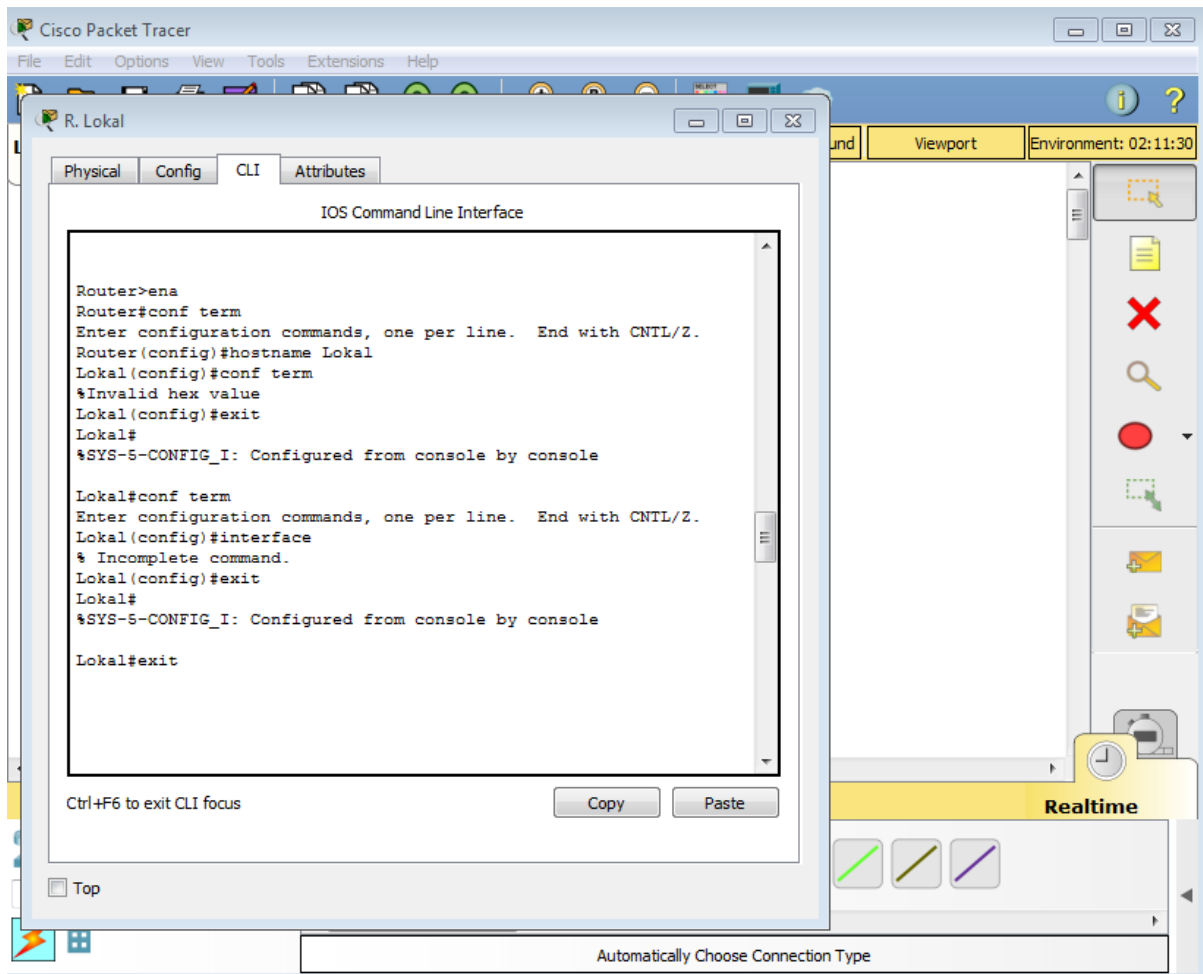 Cisco Packet Tracer
File Edit Options View Tools Extensions Help
R. Lokal
Viewport
Environment: 02:11:30
Physical Config CLI Attributes
IOS Command Line Interface
Router>ena
Router#conf term
Enter configuration commands, one per line.  End with CNTL/Z.
Router(config)#hostname Lokal
Lokal(config)#conf term
%Invalid hex value
Lokal(config)#exit
Lokal#
%SYS-5-CONFIG_I: Configured from console by console
Lokal#conf term
Enter configuration commands, one per line.  End with CNTL/Z.
Lokal(config)#interface
% Incomplete command.
Lokal(config)#exit
Lokal#
%SYS-5-CONFIG_I: Configured from console by console
Lokal#exit
Ctrl+F6 to exit CLI focus
Copy
Paste
Realtime
Top
Automatically Choose Connection Type